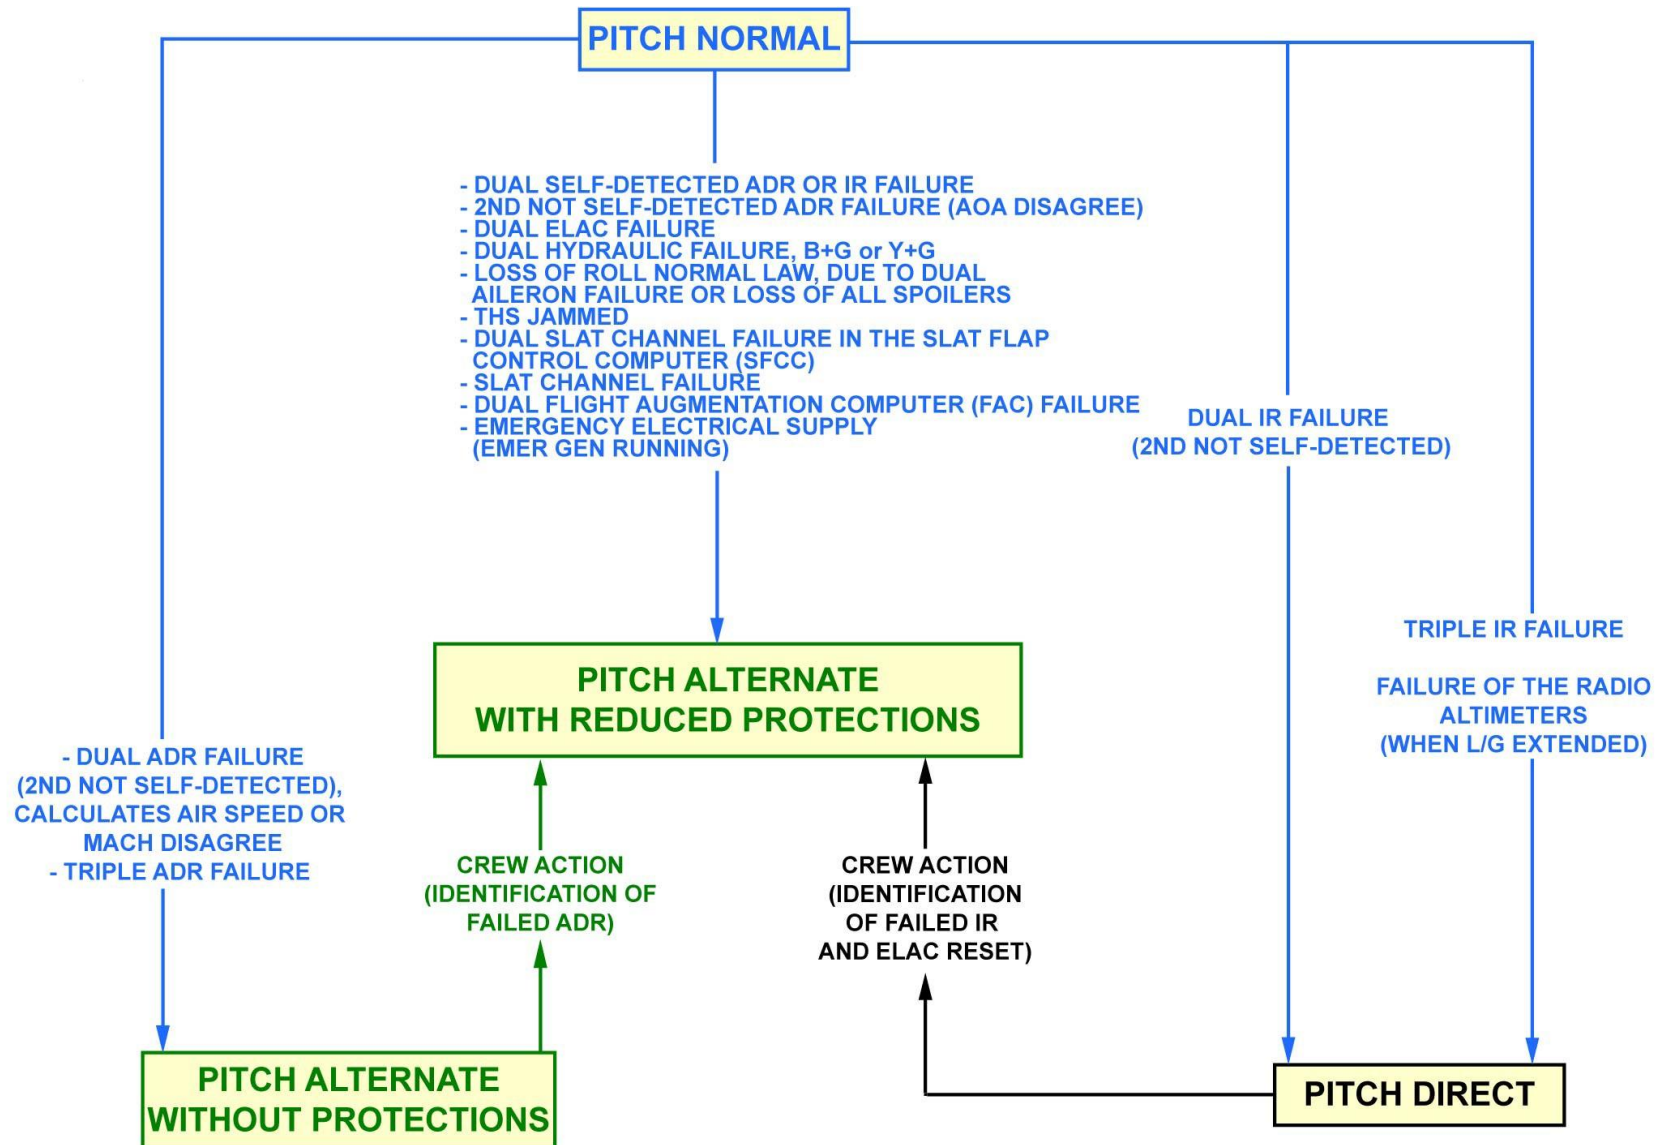 PITCH NORMAL
- DUAL SELF-DETECTED ADR OR IR FAILURE
- 2ND NOT SELF-DETECTED ADR FAILURE (AOA DISAGREE)
- DUAL ELAC FAILURE
- DUAL HYDRAULIC FAILURE, B+G or Y+G
- LOSS OF ROLL NORMAL LAW, DUE TO DUAL
AILERON FAILURE OR LOSS OF ALL SPOILERS
- THS JAMMED
- DUAL SLAT CHANNEL FAILURE IN THE SLAT FLAP
CONTROL COMPUTER (SFCC)
- SLAT CHANNEL FAILURE
- DUAL FLIGHT AUGMENTATION COMPUTER (FAC) FAILURE
- EMERGENCY ELECTRICAL SUPPLY
(EMER GEN RUNNING)
DUAL IR FAILURE
(2ND NOT SELF-DETECTED)
TRIPLE IR FAILURE
FAILURE OF THE RADIO
ALTIMETERS
(WHEN L/G EXTENDED)
PITCH ALTERNATE
WITH REDUCED PROTECTIONS
- DUAL ADR FAILURE
(2ND NOT SELF-DETECTED),
CALCULATES AIR SPEED OR
MACH DISAGREE
- TRIPLE ADR FAILURE
CREW ACTION
(IDENTIFICATION OF
FAILED ADR)
CREW ACTION
(IDENTIFICATION
OF FAILED IR
AND ELAC RESET)
PITCH ALTERNATE
WITHOUT PROTECTIONS
PITCH DIRECT